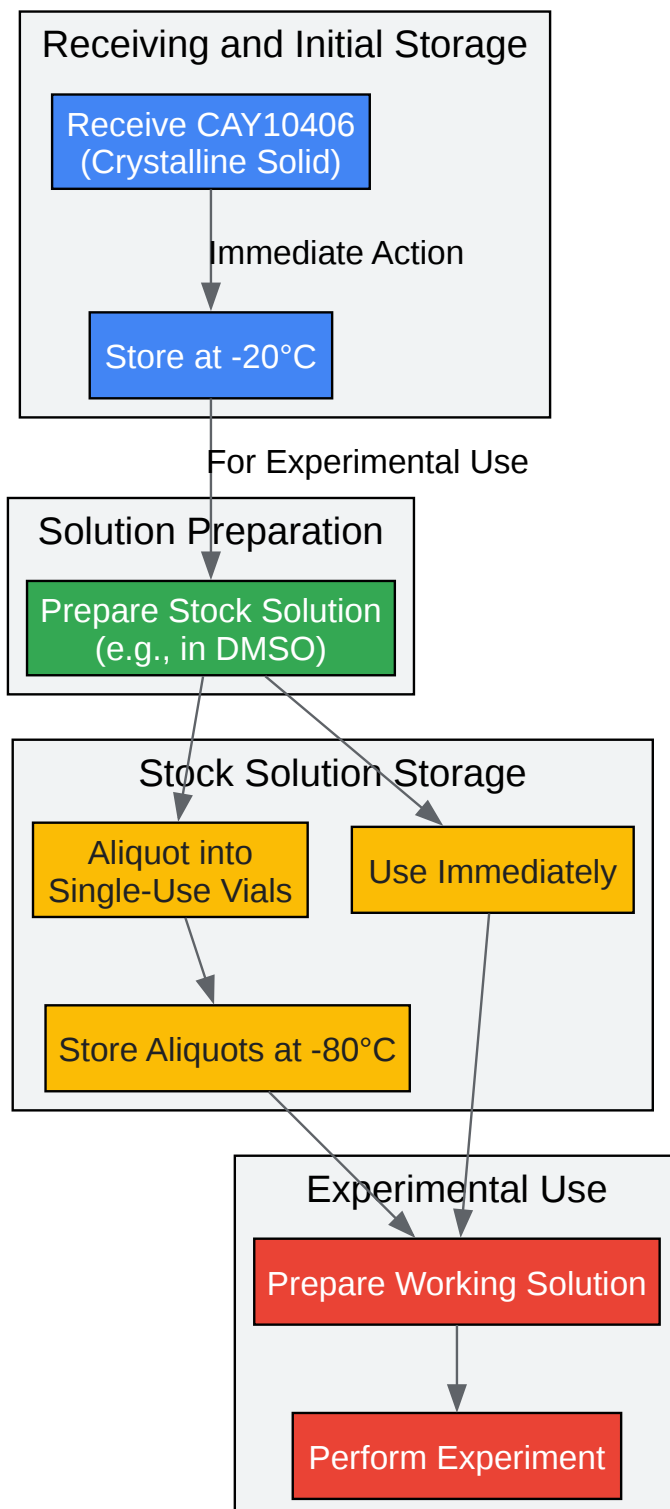 Receiving and Initial Storage
Receive CAY10406
(Crystalline Solid)
Immediate Action
Store at -20°C
For Experimental Use
Solution Preparation
Prepare Stock Solution
(e.g., in DMSO)
Stock Solution Storage
Aliquot into
Single-Use Vials
Use Immediately
Store Aliquots at -80°C
Experimental Use
Prepare Working Solution
Perform Experiment